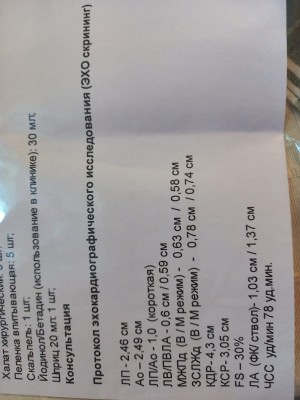 Халат хирургический: 5 шт;
Пеленка впитывающая: 5 шт;
Скальпель: 1 шт;
Йодинол/Бетадин (использование в клинике): 30 мл;
Шприц 20 мл: 1 шт;
Консультация
Протокол эхокардиографического исследования (ЭХО скрининг)
ЛП - 2,46 см
Ао – 2,49 см
ЛП/Ао- 1,0 (короткая)
ЛВ/ПВЛА - 0,6 см / 0,59 см
МЖПд (В / М режим) - 0,63 см / 0,58 см
ЗСЛЖд (В / М режим) - 0,78 см / 0,74 см
КДР- 4,3 см
КСР- 3,05 см
FS – 30%
ЛА (ФК/ ствол)- 1,03 см / 1,37 см
ЧСС уд/мин 78 уд.мин.